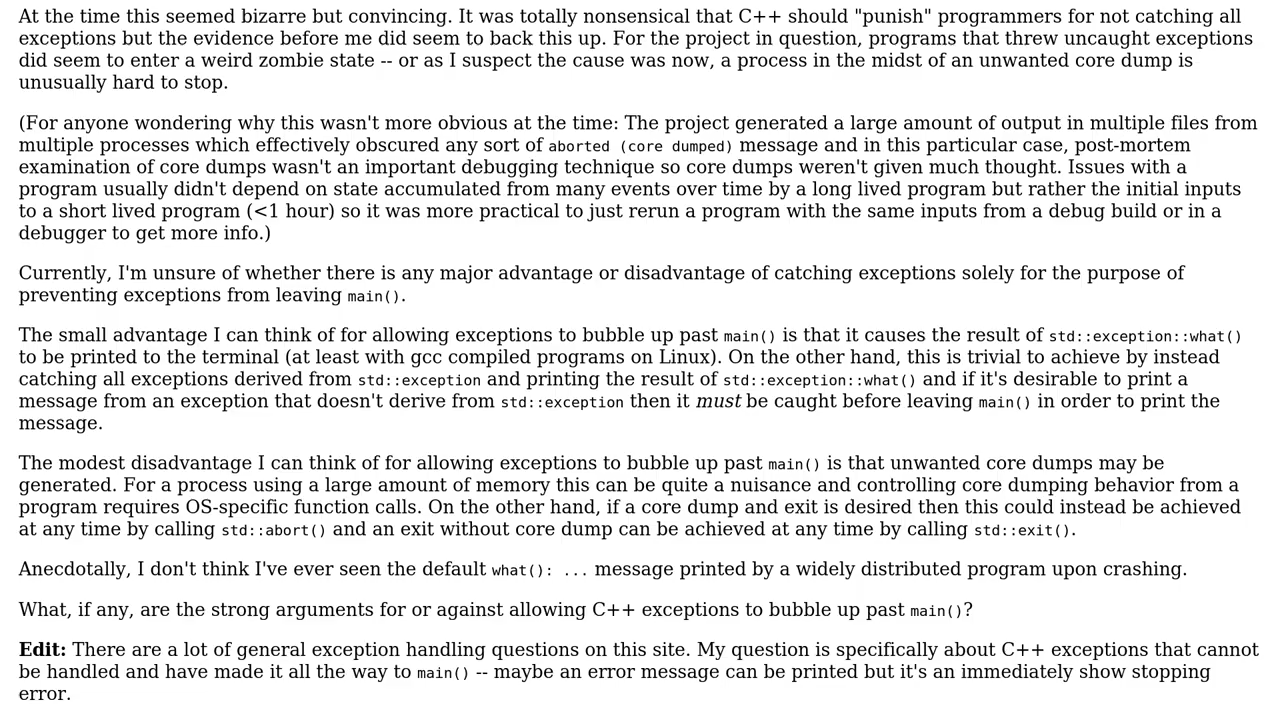 At the time this seemed bizarre but convincing. It was totally nonsensical that C++ should "punish" programmers for not catching all
exceptions but the evidence before me did seem to back this up. For the project in question, programs that threw uncaught exceptions
did seem to enter a weird zombie state -- or as I suspect the cause was now, a process in the midst of an unwanted core dump is
unusually hard to stop.
(For anyone wondering why this wasn't more obvious at the time: The project generated a large amount of output in multiple files from
multiple processes which effectively obscured any sort of aborted (core dumped) message and in this particular case, post-mortem
examination of core dumps wasn't an important debugging technique so core dumps weren't given much thought. Issues with a
program usually didn't depend on state accumulated from many events over time by a long lived program but rather the initial inputs
to a short lived program (<1 hour) so it was more practical to just rerun a program with the same inputs from a debug build or in a
debugger to get more info.)
Currently, I'm unsure of whether there is any major advantage or disadvantage of catching exceptions solely for the purpose of
preventing exceptions from leaving main().
The small advantage I can think of for allowing exceptions to bubble up past main() is that it causes the result of std::exception::what()
to be printed to the terminal (at least with gcc compiled programs on Linux). On the other hand, this is trivial to achieve by instead
catching all exceptions derived from std::exception and printing the result of std::exception::what() and if it's desirable to print a
message from an exception that doesn't derive from std::exception then it must be caught before leaving main() in order to print the
message.
The modest disadvantage I can think of for allowing exceptions to bubble up past main() is that unwanted core dumps may be
generated. For a process using a large amount of memory this can be quite a nuisance and controlling core dumping behavior from a
program requires OS-specific function calls. On the other hand, if a core dump and exit is desired then this could instead be achieved
at any time by calling std::abort() and an exit without core dump can be achieved at any time by calling std::exit().
Anecdotally, I don't think I've ever seen the default what(): ... message printed by a widely distributed program upon crashing.
What, if any, are the strong arguments for or against allowing C++ exceptions to bubble up past main()?
Edit: There are a lot of general exception handling questions on this site. My question is specifically about C++ exceptions that cannot
be handled and have made it all the way to main() -- maybe an error message can be printed but it's an immediately show stopping
error.